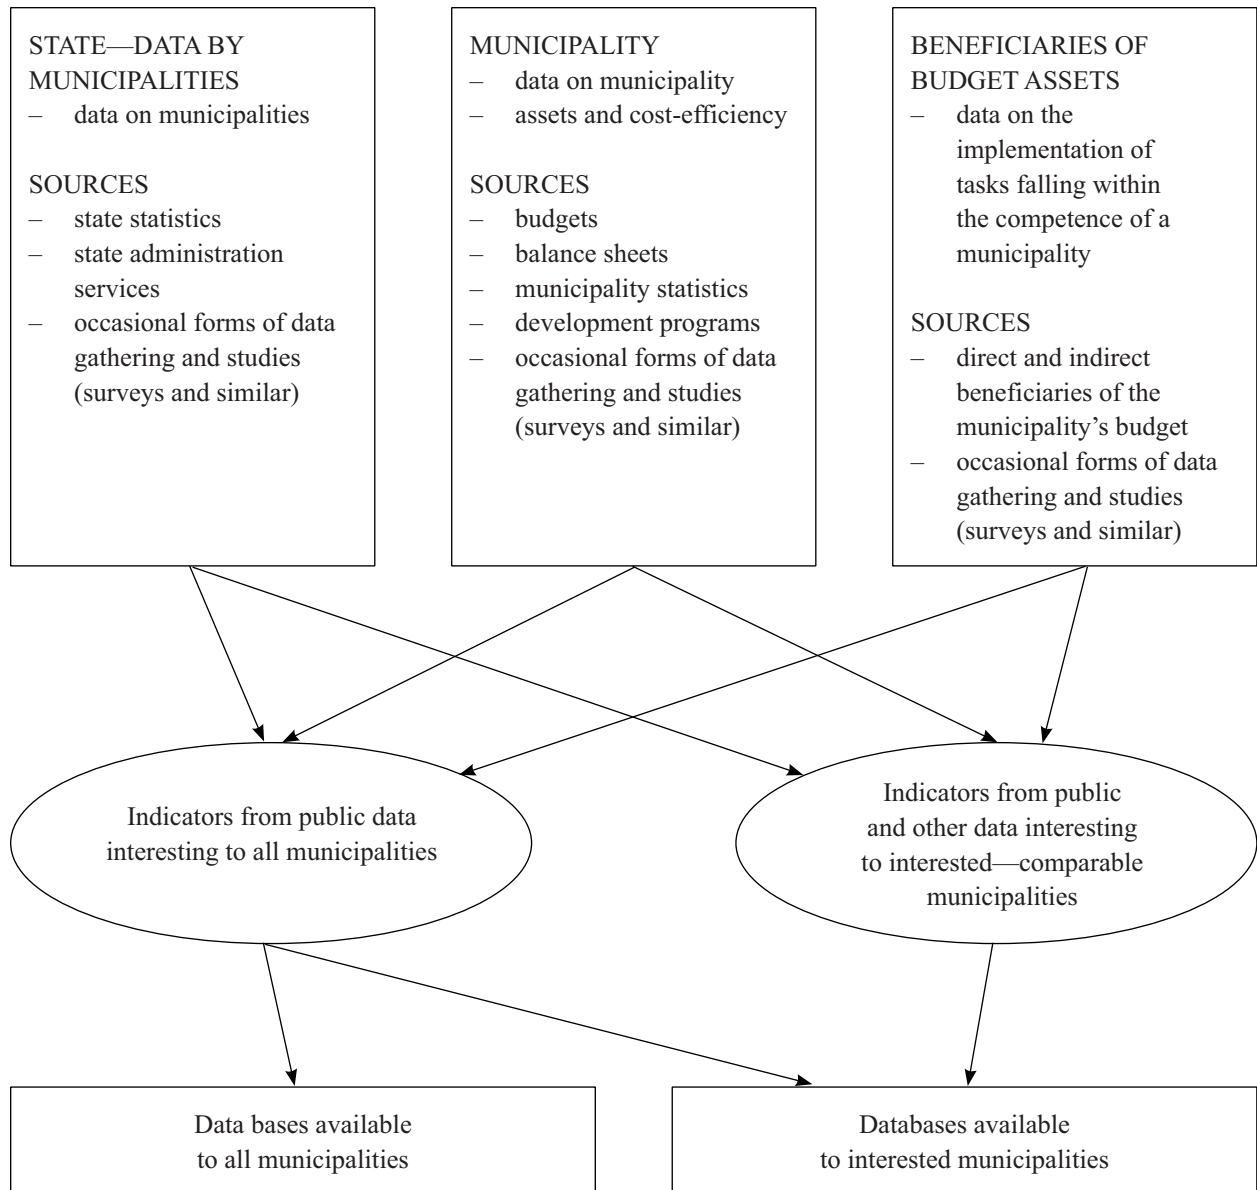 STATE—DATA BY
MUNICIPALITIES
– data on municipalities
SOURCES
– state statistics
– state administration
services
– occasional forms of data
gathering and studies
(surveys and similar)
MUNICIPALITY
– data on municipality
– assets and cost-efficiency
SOURCES
– budgets
– balance sheets
– municipality statistics
– development programs
– occasional forms of data
gathering and studies
(surveys and similar)
BENEFICIARIES OF
BUDGET ASSETS
– data on the
implementation of
tasks falling within
the competence of a
municipality
SOURCES
– direct and indirect
beneficiaries of the
municipality’s budget
– occasional forms of data
gathering and studies
(surveys and similar)
Indicators from public data
interesting to all municipalities
Indicators from public
and other data interesting
to interested—comparable
municipalities
Data bases available
to all municipalities
Databases available
to interested municipalities